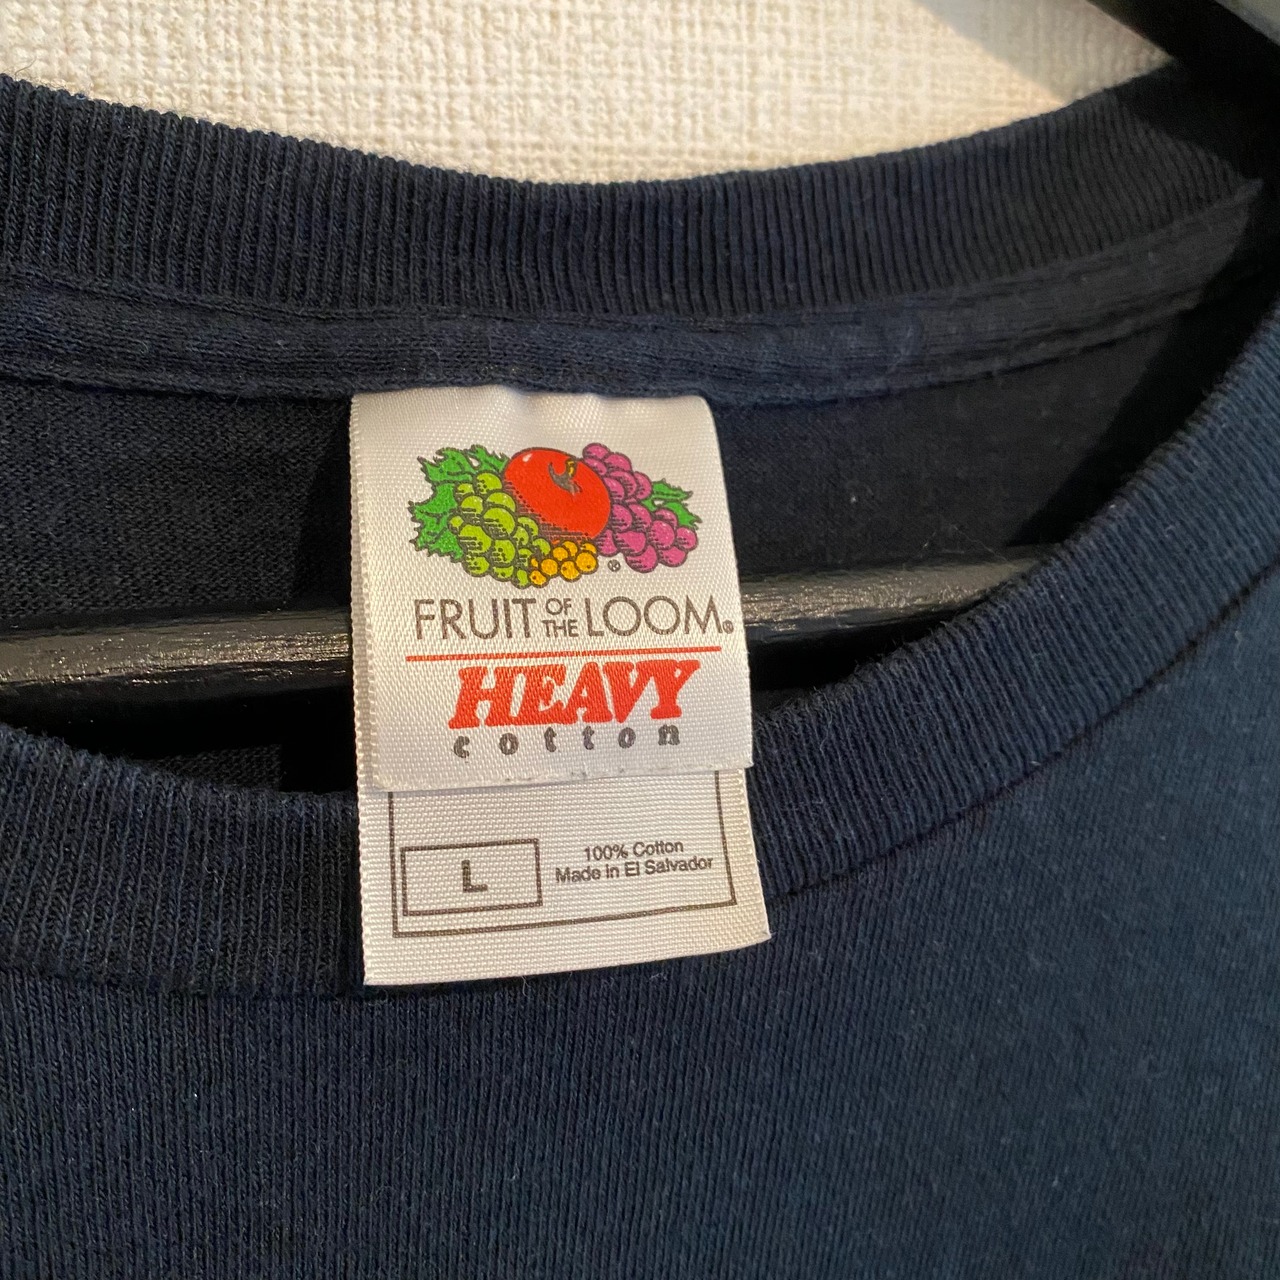 FRUIT OF THE LOOM®
HEAVY
cotton
L
100% Cotton
Made in El Salvador